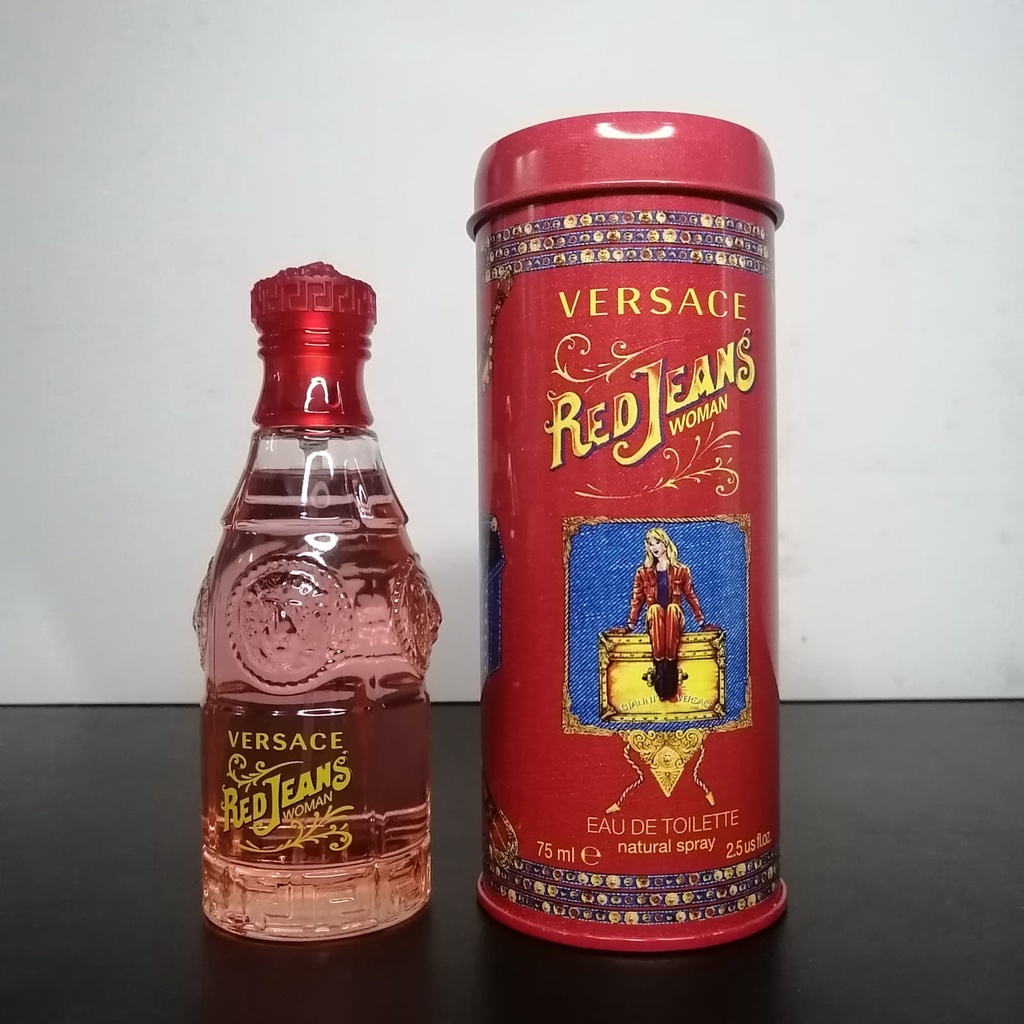 VERSACE
RED JEANS
WOMAN
GIANNI VERSACE
EAU DE TOILETTE
natural spray
75 ml e 2.5 us fl.oz.
VERSACE
RED JEANS
WOMAN